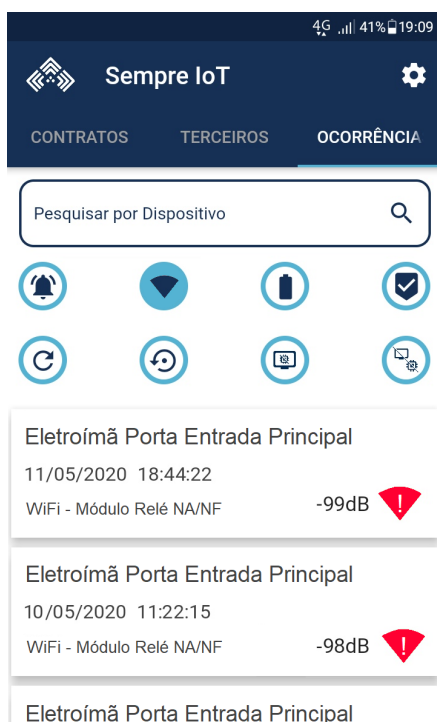 4G 41% 19:09
Sempre IoT
CONTRATOS TERCEIROS OCORRÊNCIA
Pesquisar por Dispositivo
Eletroímã Porta Entrada Principal
11/05/2020 18:44:22
WiFi - Módulo Relé NA/NF -99dB
Eletroímã Porta Entrada Principal
10/05/2020 11:22:15
WiFi - Módulo Relé NA/NF -98dB
Eletroímã Porta Entrada Principal